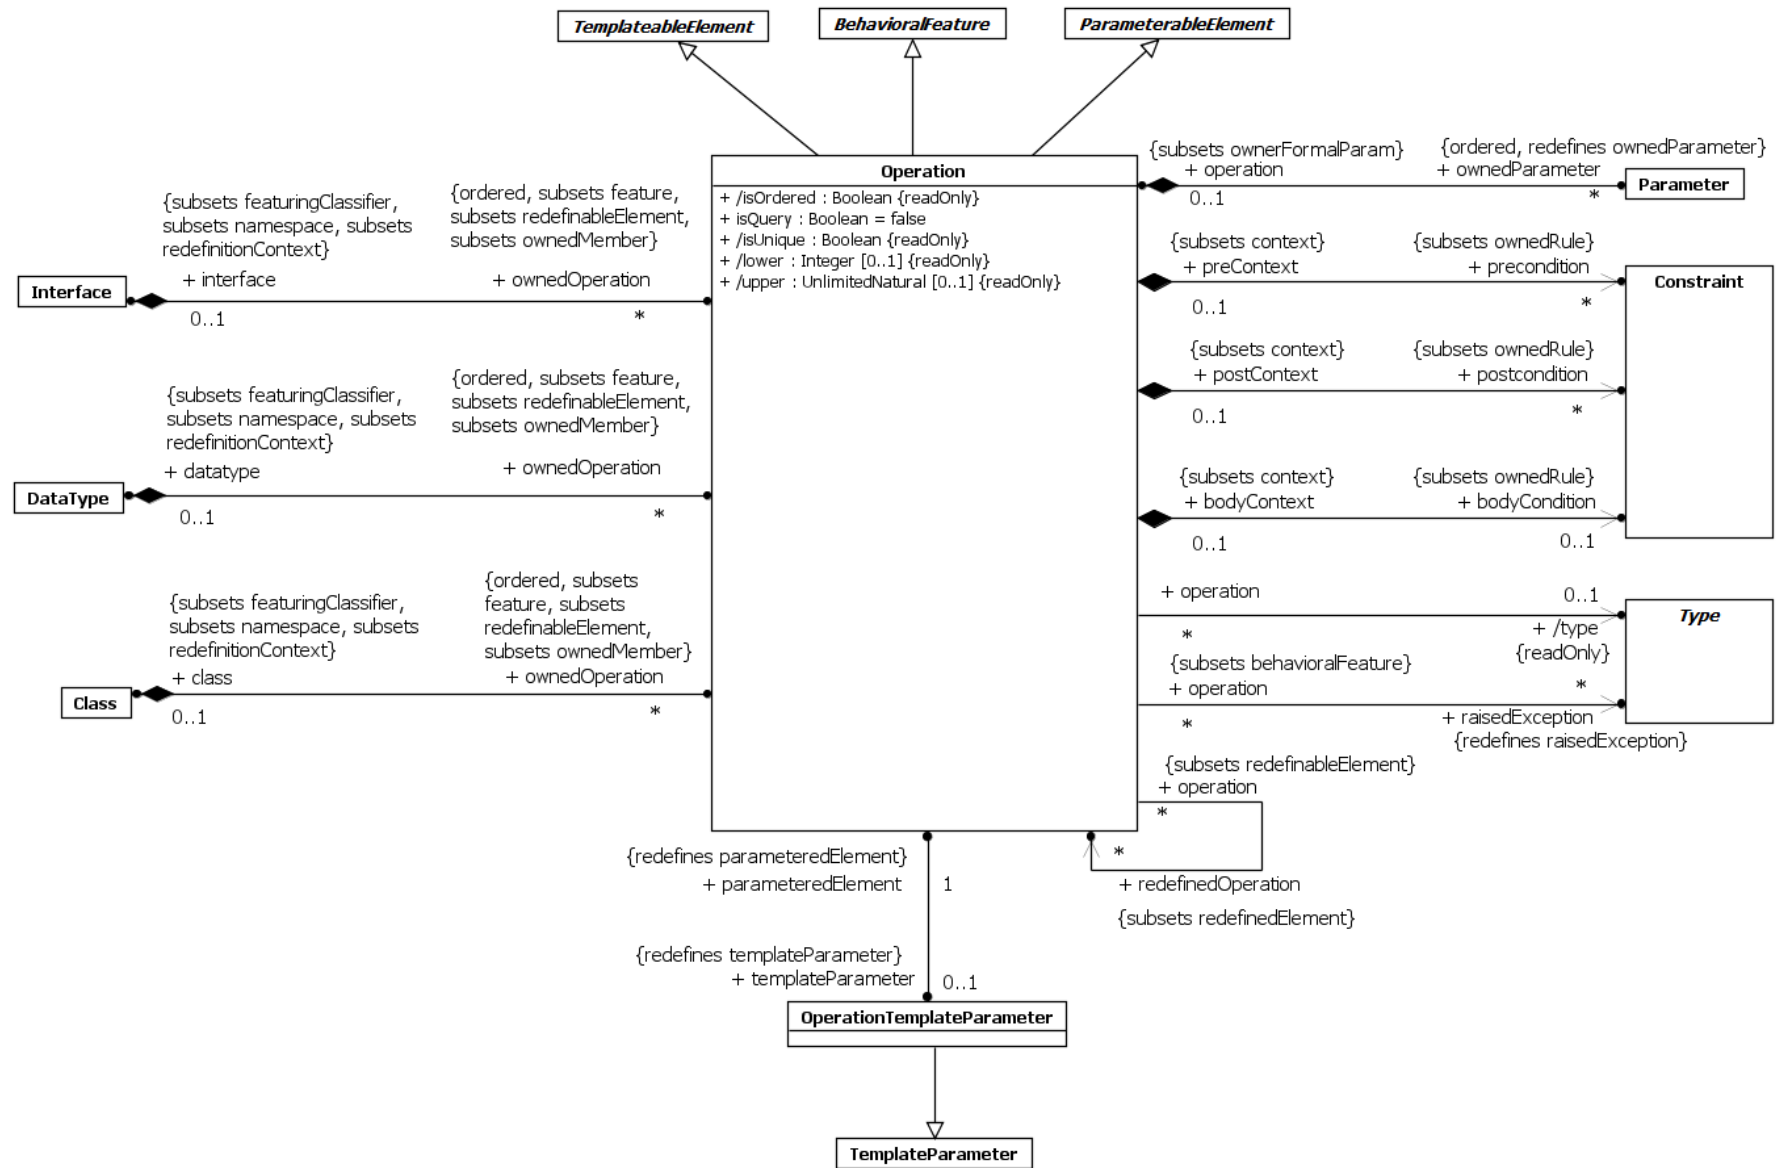 TemplateableElement
BehavioralFeature
ParameterableElement
Operation
+ /isOrdered : Boolean {readOnly}
+ isQuery : Boolean = false
+ /isUnique : Boolean {readOnly}
+ /lower : Integer [0..1] {readOnly}
+ /upper : UnlimitedNatural [0..1] {readOnly}
{subsets featuringClassifier,
subsets namespace, subsets
redefinitionContext}
+ interface
0..1
{ordered, subsets feature,
subsets redefinableElement,
subsets ownedMember}
+ ownedOperation
*
Interface
{subsets featuringClassifier,
subsets namespace, subsets
redefinitionContext}
+ datatype
0..1
{ordered, subsets feature,
subsets redefinableElement,
subsets ownedMember}
+ ownedOperation
*
DataType
{subsets featuringClassifier,
subsets namespace, subsets
redefinitionContext}
+ class
0..1
{ordered, subsets
feature, subsets
redefinableElement,
subsets ownedMember}
+ ownedOperation
*
Class
{subsets ownerFormalParam}
+ operation
0..1
{ordered, redefines ownedParameter}
+ ownedParameter
*
Parameter
{subsets context}
+ preContext
0..1
{subsets ownedRule}
+ precondition
*
Constraint
{subsets context}
+ postContext
0..1
{subsets ownedRule}
+ postcondition
*
{subsets context}
+ bodyContext
0..1
{subsets ownedRule}
+ bodyCondition
0..1
+ operation
*
0..1
+ /type
{readOnly}
Type
{subsets behavioralFeature}
+ operation
*
*
+ raisedException
{redefines raisedException}
{subsets redefinableElement}
+ operation
*
*
+ redefinedOperation
{subsets redefinedElement}
{redefines parameteredElement}
+ parameteredElement
1
{redefines templateParameter}
+ templateParameter
0..1
OperationTemplateParameter
TemplateParameter